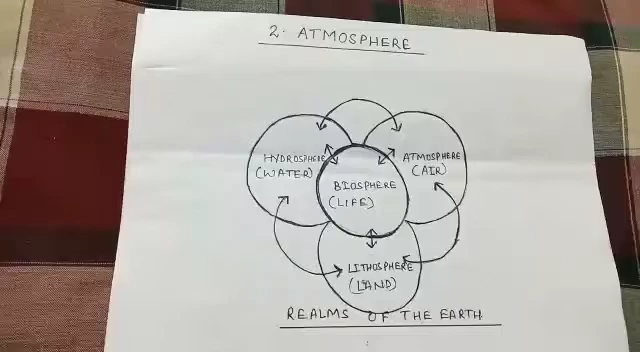 2. ATMOSPHERE
HYDROSPHERE
(WATER)
ATMOSPHERE
(AIR)
BIOSPHERE
(LIFE)
LITHOSPHERE
(LAND)
REALMS OF THE EARTH